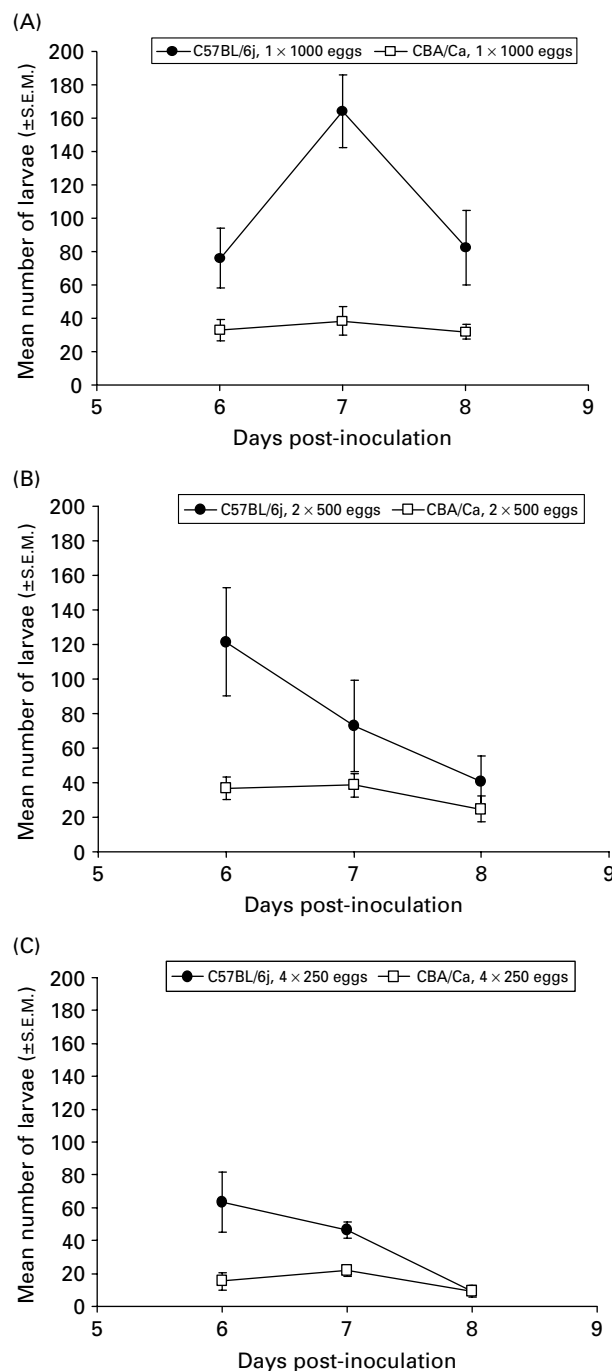 (A)
C57BL/6j, 1 × 1000 eggs CBA/Ca, 1 × 1000 eggs
Mean number of larvae (±S.E.M.)
200
180
160
140
120
100
80
60
40
20
0
5 6 7 8 9
Days post-inoculation
(B)
C57BL/6j, 2 × 500 eggs CBA/Ca, 2 × 500 eggs
Mean number of larvae (±S.E.M.)
200
180
160
140
120
100
80
60
40
20
0
5 6 7 8 9
Days post-inoculation
(C)
C57BL/6j, 4 × 250 eggs CBA/Ca, 4 × 250 eggs
Mean number of larvae (±S.E.M.)
200
180
160
140
120
100
80
60
40
20
0
5 6 7 8 9
Days post-inoculation